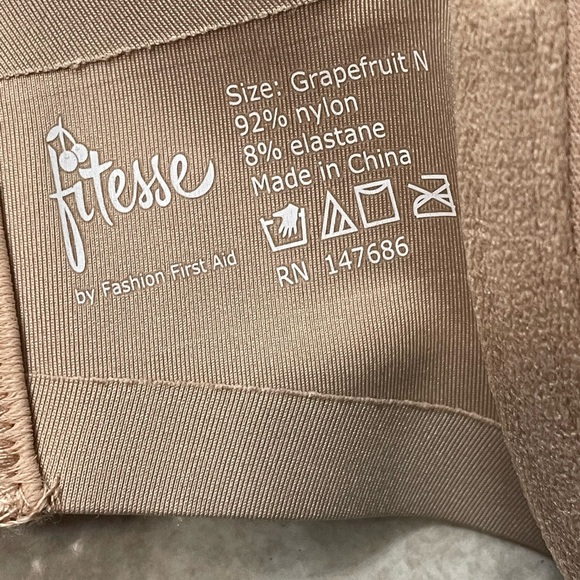 fitesse
by Fashion First Aid
Size: Grapefruit N
92% nylon
8% elastane
Made in China
RN 147686